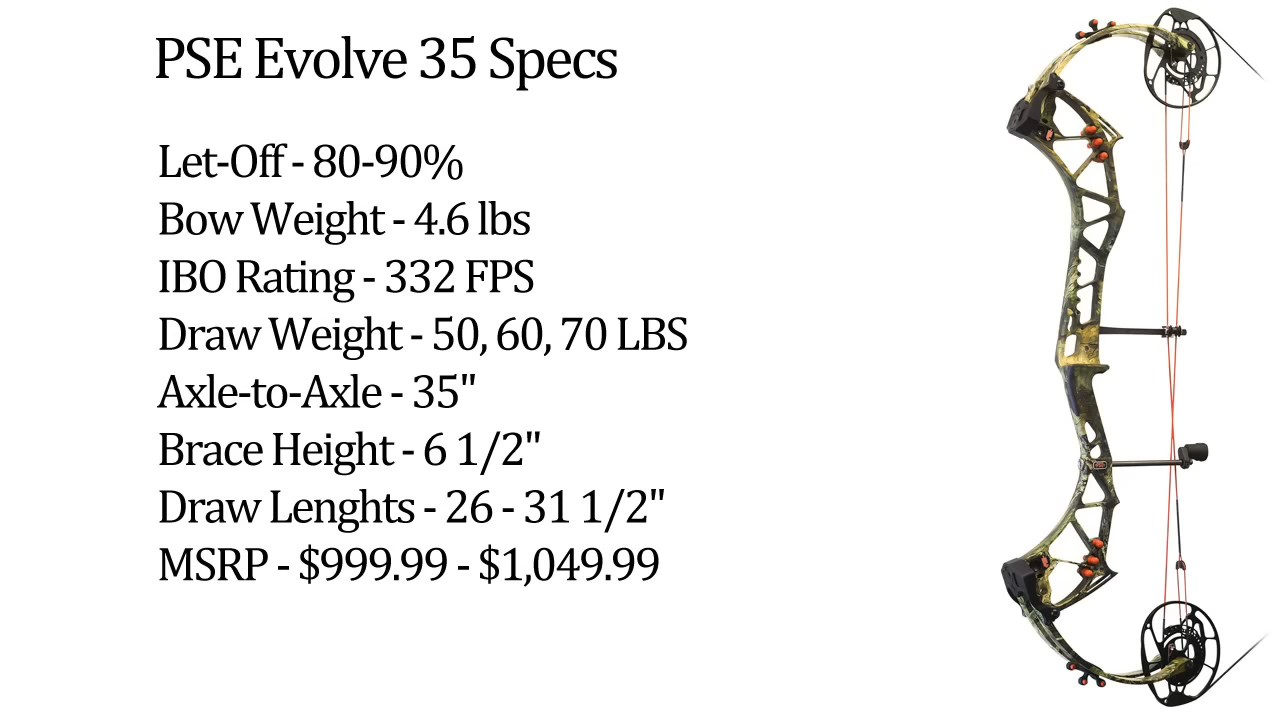 PSE Evolve 35 Specs
Let-Off - 80-90%
Bow Weight - 4.6 lbs
IBO Rating - 332 FPS
Draw Weight - 50, 60, 70 LBS
Axle-to-Axle - 35"
Brace Height - 6 1/2"
Draw Lenghts - 26 - 31 1/2"
MSRP - $999.99 - $1,049.99